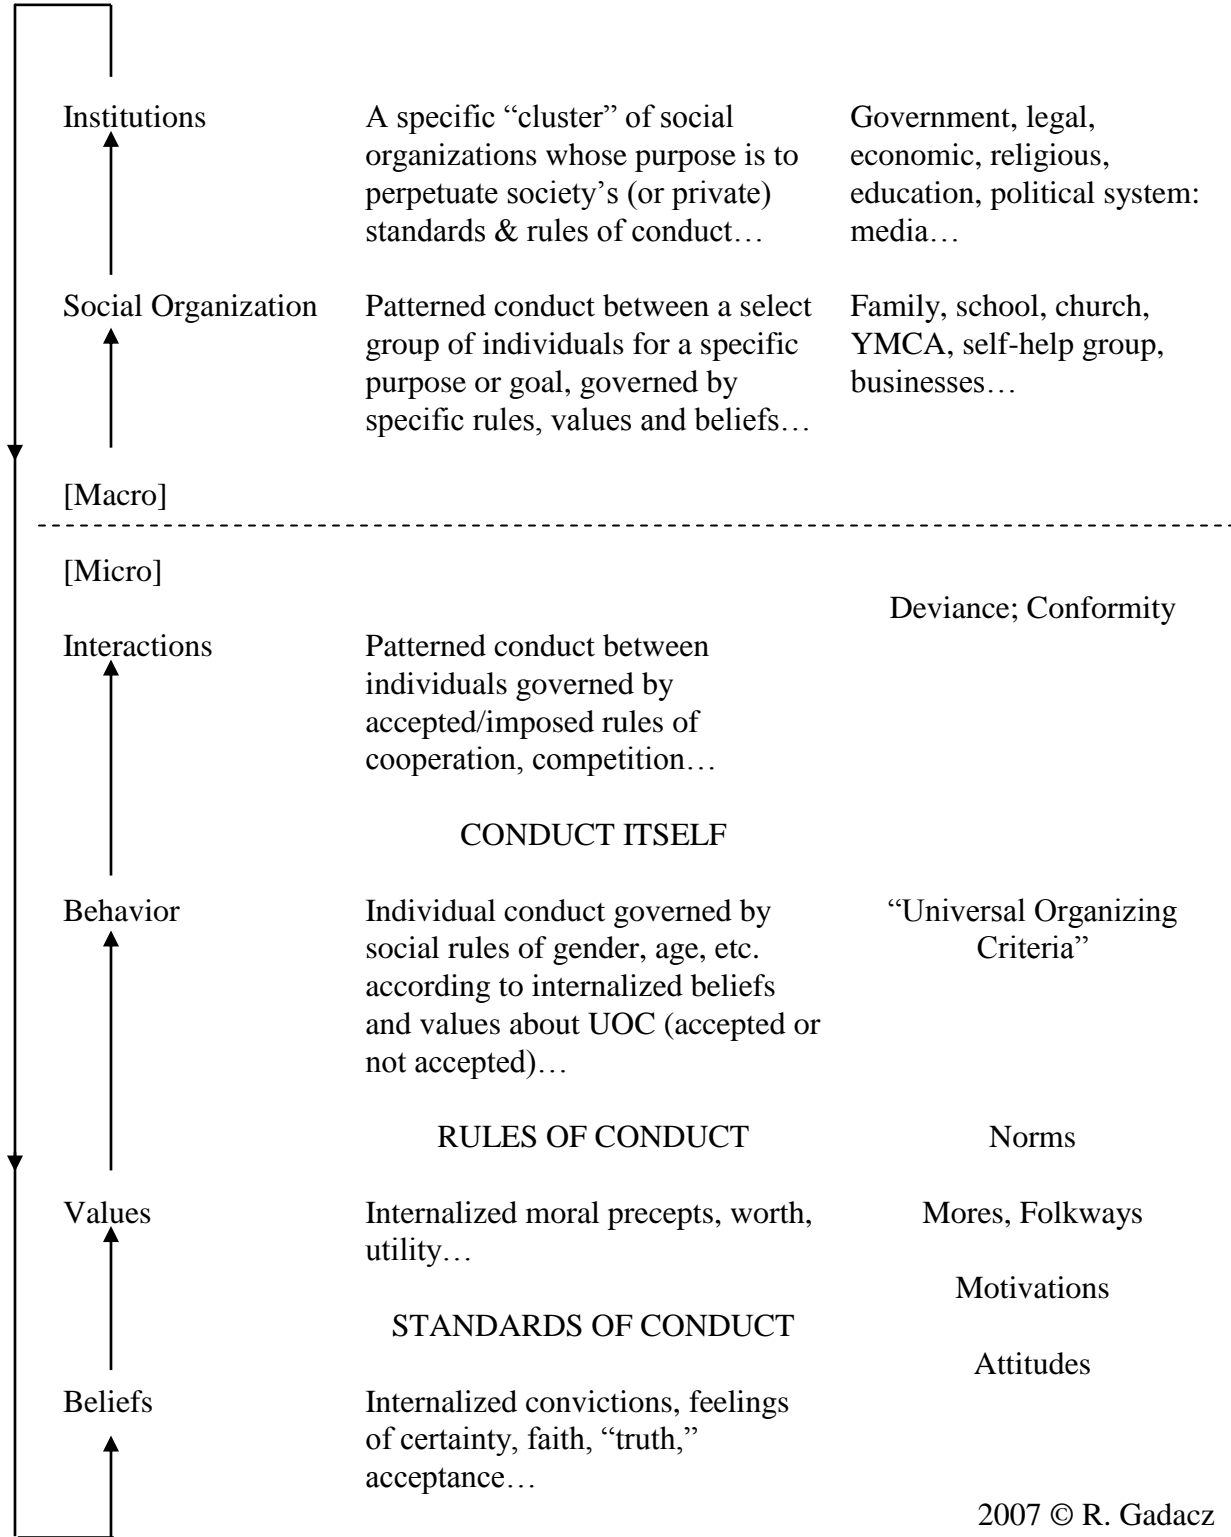 Institutions
A specific “cluster” of social
organizations whose purpose is to
perpetuate society’s (or private)
standards & rules of conduct…
Government, legal,
economic, religious,
education, political system:
media…
Social Organization
Patterned conduct between a select
group of individuals for a specific
purpose or goal, governed by
specific rules, values and beliefs…
Family, school, church,
YMCA, self-help group,
businesses…
[Macro]
[Micro]
Deviance; Conformity
Interactions
Patterned conduct between
individuals governed by
accepted/imposed rules of
cooperation, competition…
CONDUCT ITSELF
Behavior
Individual conduct governed by
social rules of gender, age, etc.
according to internalized beliefs
and values about UOC (accepted or
not accepted)…
“Universal Organizing
Criteria”
RULES OF CONDUCT
Norms
Values
Internalized moral precepts, worth,
utility…
Mores, Folkways
Motivations
STANDARDS OF CONDUCT
Attitudes
Beliefs
Internalized convictions, feelings
of certainty, faith, “truth,”
acceptance…
2007 © R. Gadacz